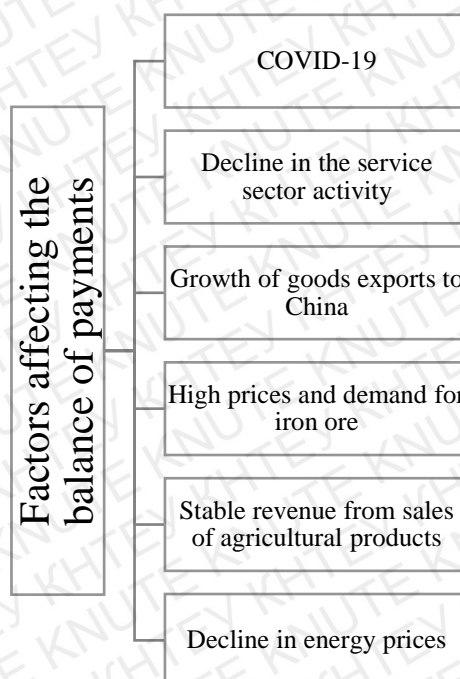 Factors affecting the
balance of payments
COVID-19
Decline in the service
sector activity
Growth of goods exports to
China
High prices and demand for
iron ore
Stable revenue from sales
of agricultural products
Decline in energy prices